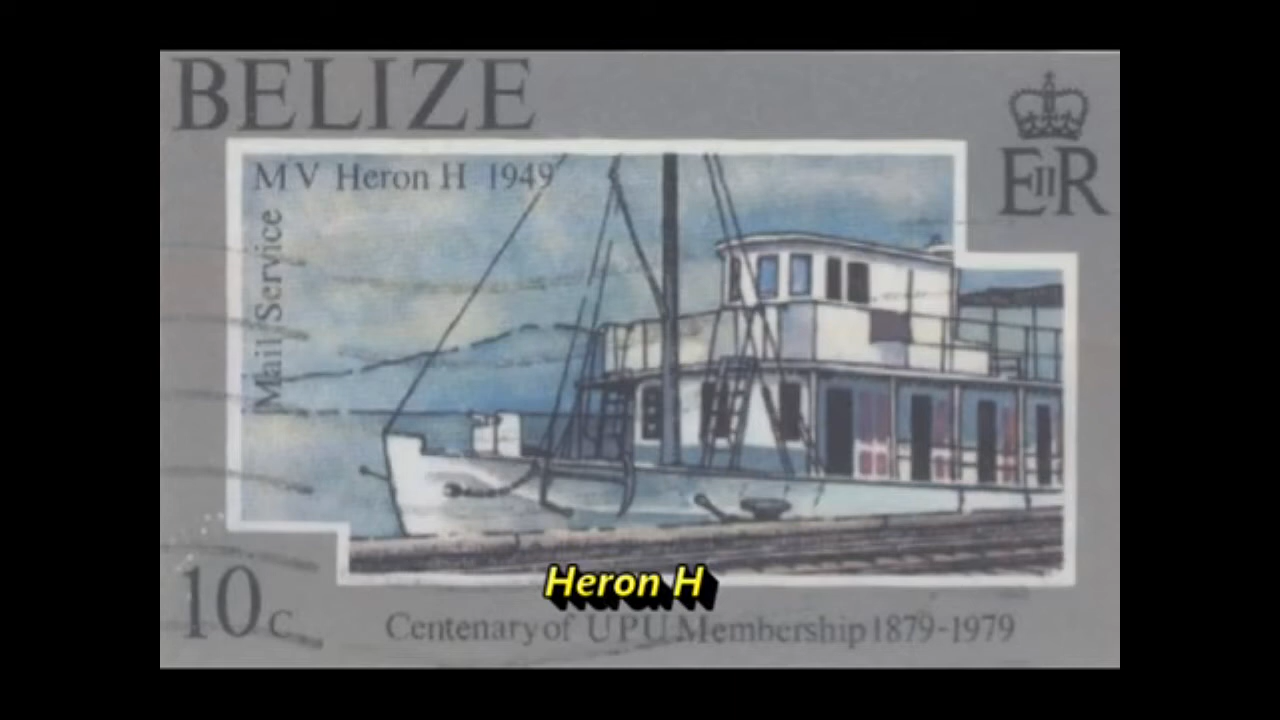 BELIZE
EIIR
MV Heron H 1949
Mail Service
10c
Heron H
Centenary of UPU Membership 1879-1979